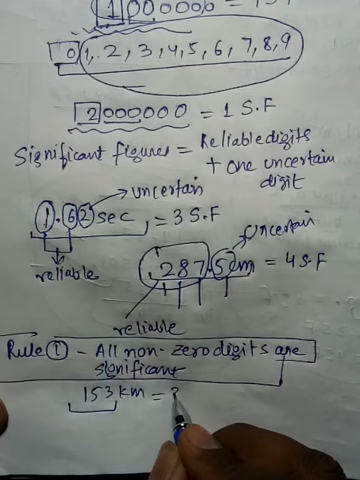 1000000 = 1 S.F
0 1, 2, 3, 4, 5, 6, 7, 8, 9
2000000 = 1 S.F
Significant figures = Reliable digits
+ one uncertain
digit
uncertain
1.62 sec = 3 S.F
reliable
uncertain
287.5 cm = 4 S.F
reliable
Rule 1 - All non-zero digits are
significant
153 km =